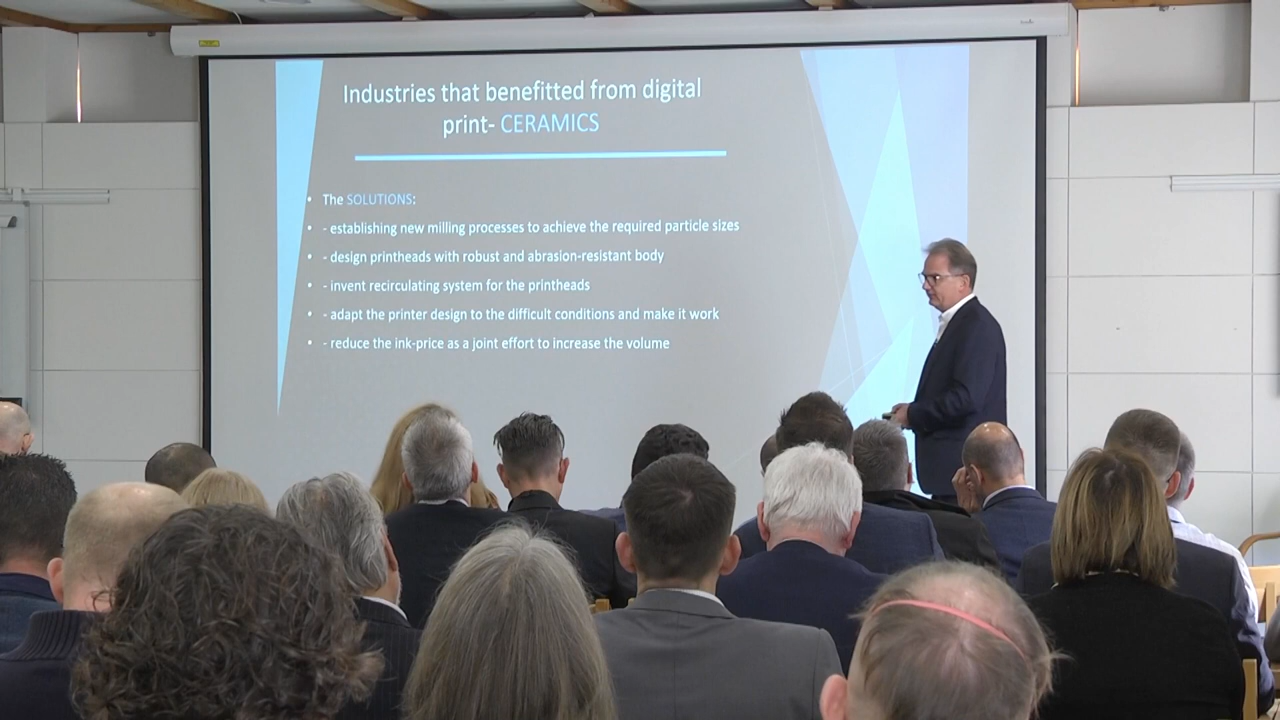 Industries that benefitted from digital
print- CERAMICS
• The SOLUTIONS:
• - establishing new milling processes to achieve the required particle sizes
• - design printheads with robust and abrasion-resistant body
• - invent recirculating system for the printheads
• - adapt the printer design to the difficult conditions and make it work
• - reduce the ink-price as a joint effort to increase the volume